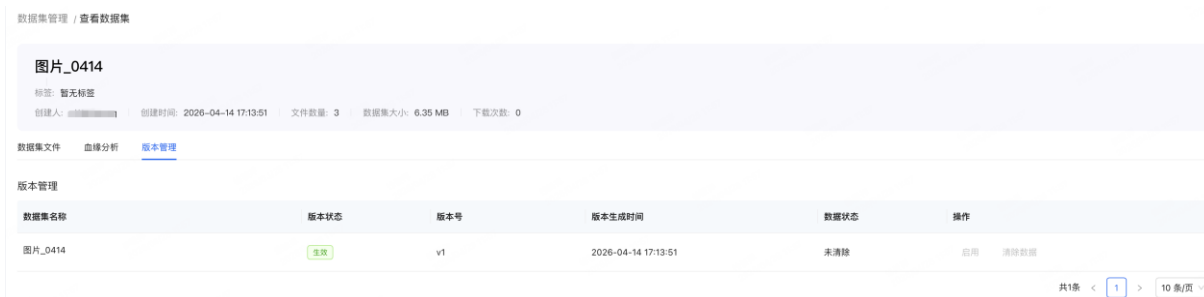 数据集管理 / 查看数据集
图片_0414
标签: 暂无标签
创建人: 创建时间: 2026-04-14 17:13:51 文件数量: 3 数据集大小: 6.35 MB 下载次数: 0
数据集文件 血缘分析 版本管理
版本管理
数据集名称 版本状态 版本号 版本生成时间 数据状态 操作
图片_0414 生效 v1 2026-04-14 17:13:51 未清除 启用 清除数据
共1条 < 1 > 10 条/页